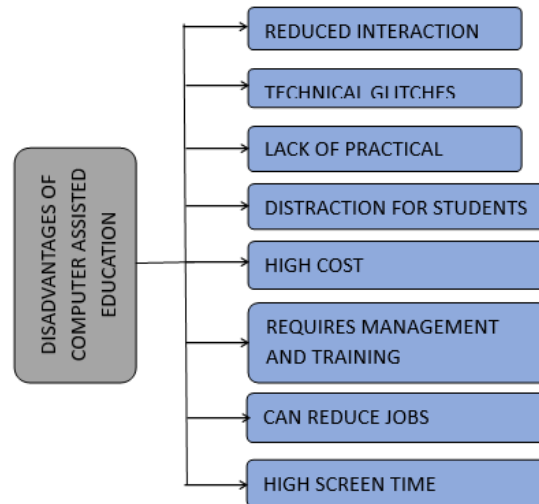 DISADVANTAGES OF
COMPUTER ASSISTED
EDUCATION
REDUCED INTERACTION
TECHNICAL GLITCHES
LACK OF PRACTICAL
DISTRACTION FOR STUDENTS
HIGH COST
REQUIRES MANAGEMENT
AND TRAINING
CAN REDUCE JOBS
HIGH SCREEN TIME